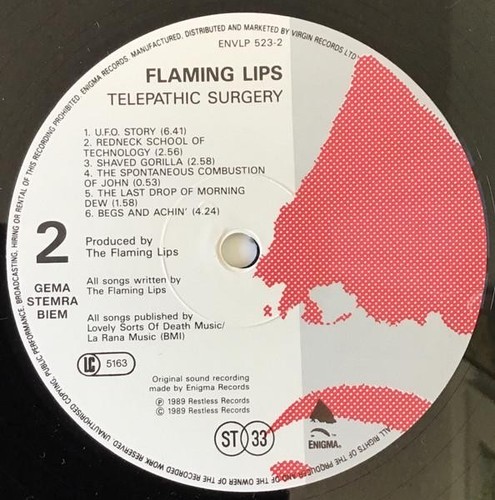 ENIGMA RECORDS. MANUFACTURED, DISTRIBUTED AND MARKETED BY VIRGIN RECORDS LTD.
ALL RIGHTS OF THE PRODUCER AND OF THE OWNER OF THE RECORDED WORK RESERVED. UNAUTHORISED COPYING, PUBLIC PERFORMANCE, BROADCASTING, HIRING OR RENTAL OF THIS RECORDING PROHIBITED.
ENVLP 523-2
FLAMING LIPS
TELEPATHIC SURGERY
1. U.F.O. STORY (6.41)
2. REDNECK SCHOOL OF
TECHNOLOGY (2.56)
3. SHAVED GORILLA (2.58)
4. THE SPONTANEOUS COMBUSTION
OF JOHN (0.53)
5. THE LAST DROP OF MORNING
DEW (1.58)
6. BEGS AND ACHIN' (4.24)
2
Produced by
The Flaming Lips
GEMA
STEMRA
BIEM
All songs written by
The Flaming Lips
All songs published by
Lovely Sorts Of Death Music/
La Rana Music (BMI)
LC 5163
Original sound recording
made by Enigma Records
℗ 1989 Restless Records
© 1989 Restless Records
ST 33
ENIGMA.